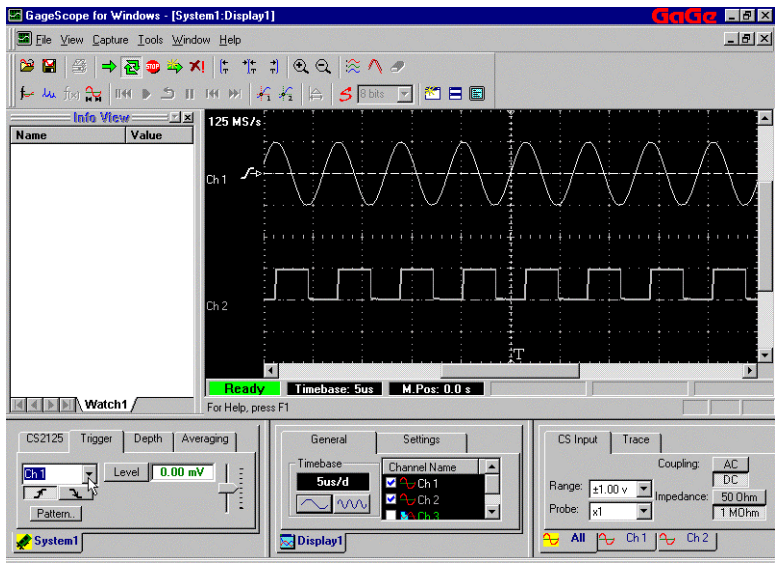 GageScope for Windows - [System1:Display1]
GaGe
File View Capture Tools Window Help
8 bits
Info View
Name Value
125 MS/s
Ch 1
Ch 2
T
Ready Timebase: 5us M.Pos: 0.0 s
Watch1
For Help, press F1
CS2125 Trigger Depth Averaging
Ch 1 Level 0.00 mV
Pattern..
System1
General Settings
Timebase
5us/d
Channel Name
Ch 1
Ch 2
Ch 3
Display1
CS Input Trace
Coupling: AC
DC
Range: ±1.00 v
Impedance: 50 Ohm
Probe: x1
1 MOhm
All Ch 1 Ch 2